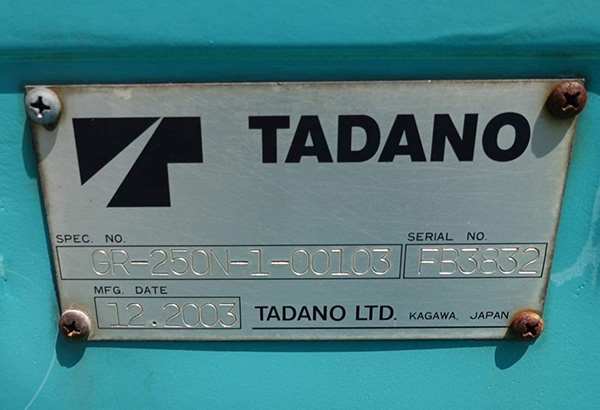 TADANO
SPEC. NO. SERIAL NO.
GR-250N-1-00103 FB3832
MFG. DATE
12.2003 TADANO LTD. KAGAWA, JAPAN